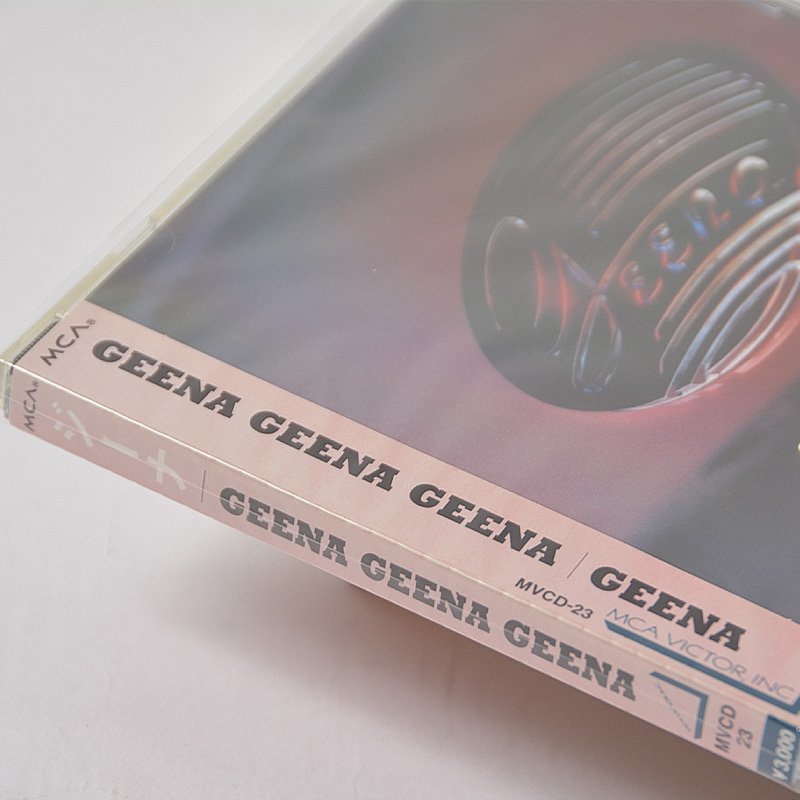 Geena
MCA®
GEENA GEENA GEENA | GEENA
MVCD-23
MCA VICTOR, INC
MCA®
ジーナ | GEENA GEENA GEENA
MVCD
23
¥3,000